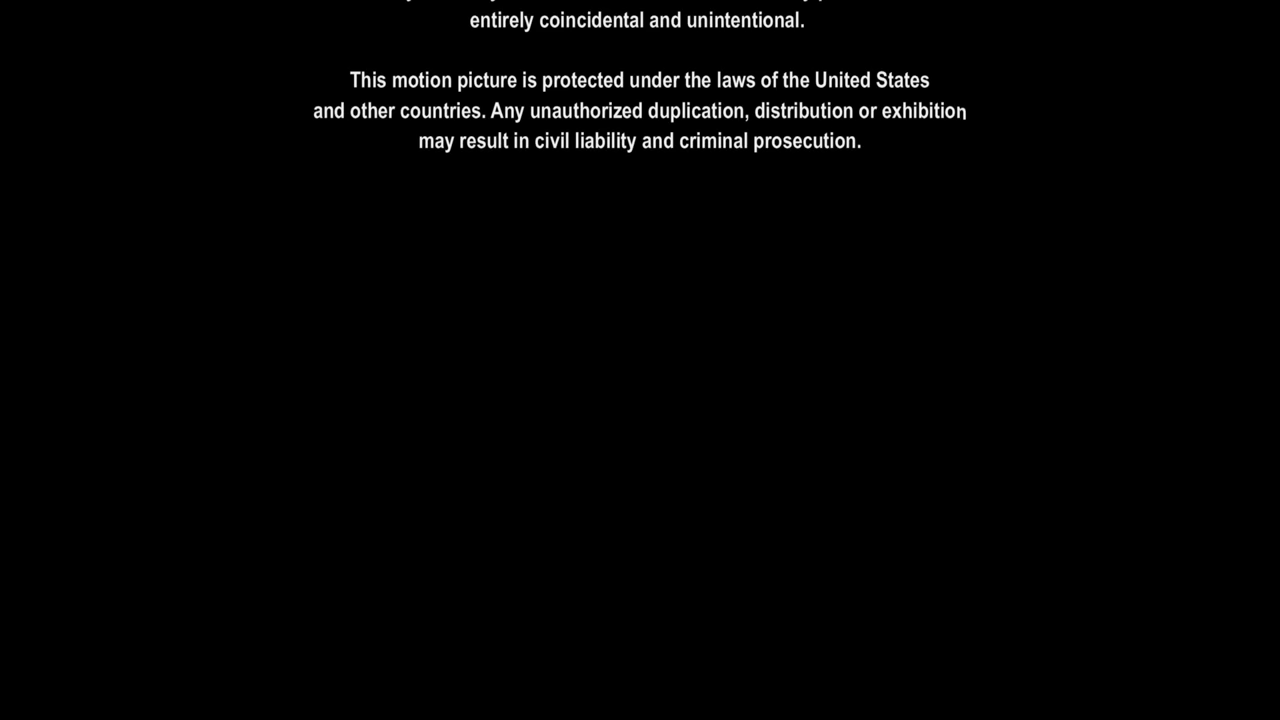 entirely coincidental and unintentional.
This motion picture is protected under the laws of the United States
and other countries. Any unauthorized duplication, distribution or exhibition
may result in civil liability and criminal prosecution.